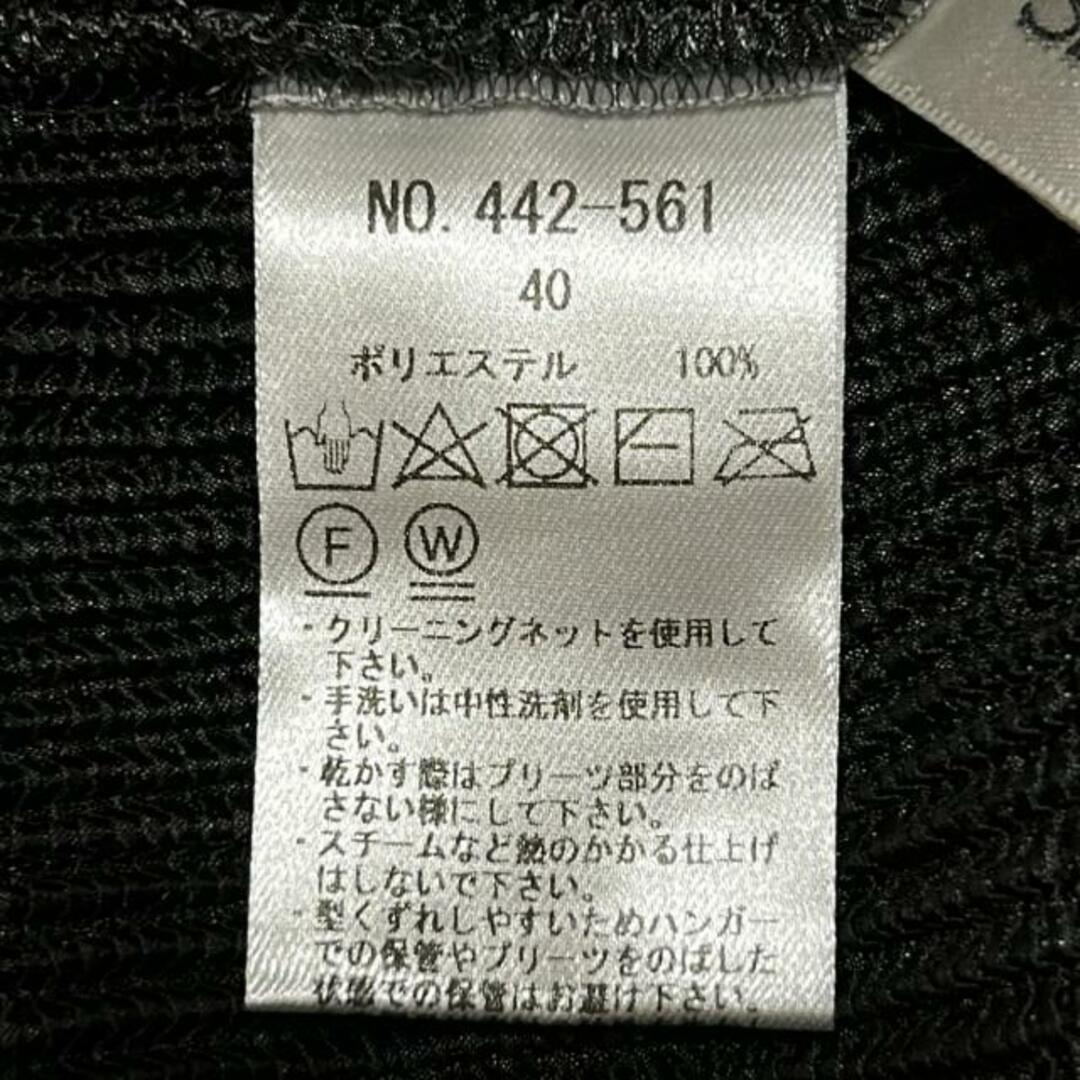 NO. 442-561
40
ポリエステル 100%
F W
・クリーニングネットを使用して
下さい。
・手洗いは中性洗剤を使用して下
さい。
・乾かす際はプリーツ部分をのば
さない様にして下さい。
・スチームなど熱のかかる仕上げ
はしないで下さい。
・型くずれしやすいためハンガー
での保管やプリーツをのばした
状態での保管はお避け下さい。